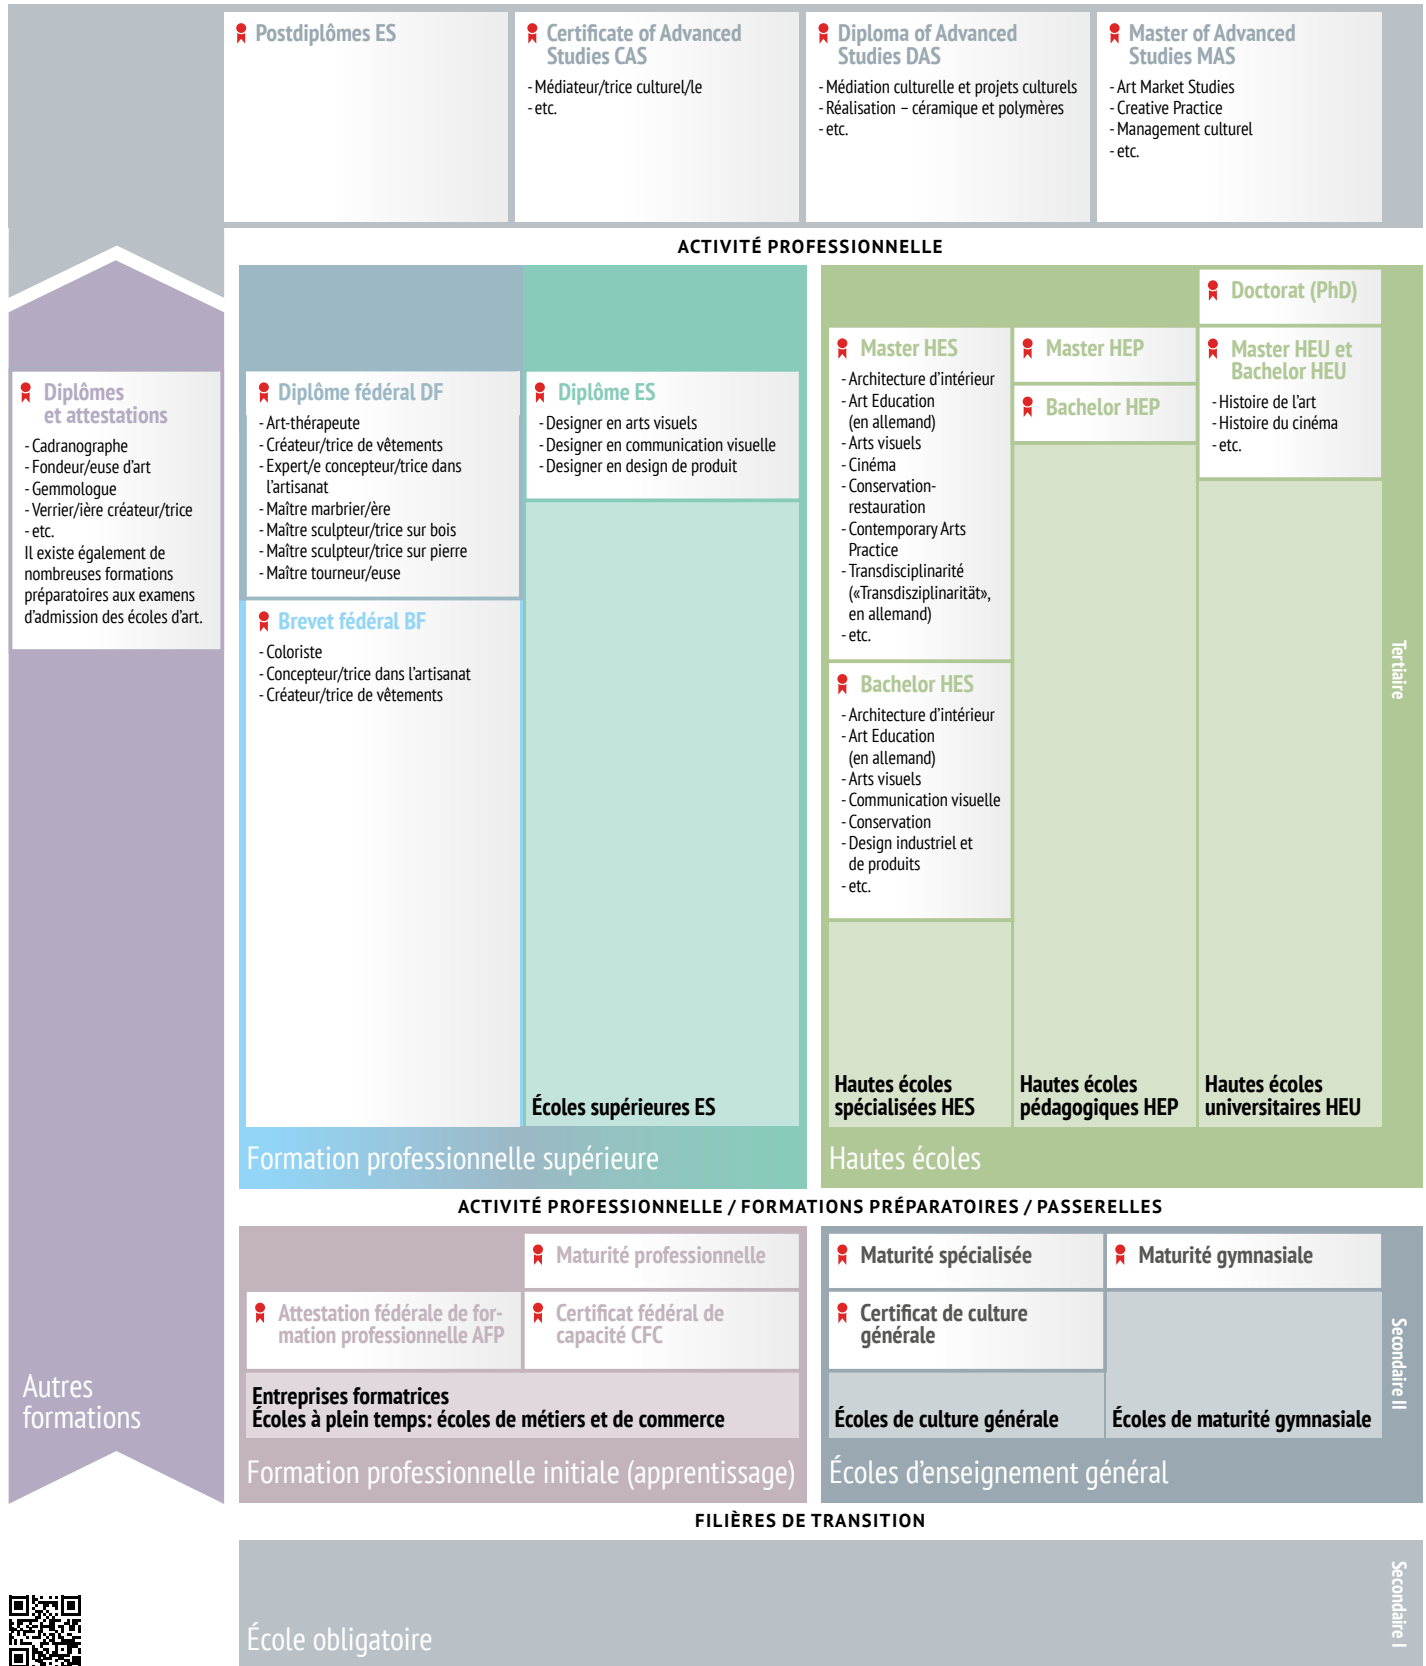 Postdiplômes ES
Certificate of Advanced
Studies CAS
- Médiateur/trice culturel/le
- etc.
Diploma of Advanced
Studies DAS
- Médiation culturelle et projets culturels
- Réalisation – céramique et polymères
- etc.
Master of Advanced
Studies MAS
- Art Market Studies
- Creative Practice
- Management culturel
- etc.
ACTIVITÉ PROFESSIONNELLE
Diplômes
et attestations
- Cadranographe
- Fondeur/euse d'art
- Gemmologue
- Verrier/ière créateur/trice
- etc.
Il existe également de
nombreuses formations
préparatoires aux examens
d'admission des écoles d'art.
Autres
formations
Diplôme fédéral DF
- Art-thérapeute
- Créateur/trice de vêtements
- Expert/e concepteur/trice dans
l'artisanat
- Maître marbrier/ère
- Maître sculpteur/trice sur bois
- Maître sculpteur/trice sur pierre
- Maître tourneur/euse
Brevet fédéral BF
- Coloriste
- Concepteur/trice dans l'artisanat
- Créateur/trice de vêtements
Diplôme ES
- Designer en arts visuels
- Designer en communication visuelle
- Designer en design de produit
Écoles supérieures ES
Formation professionnelle supérieure
Master HES
- Architecture d'intérieur
- Art Education
(en allemand)
- Arts visuels
- Cinéma
- Conservation-
restauration
- Contemporary Arts
Practice
- Transdisciplinarité
(«Transdisziplinarität»,
en allemand)
- etc.
Bachelor HES
- Architecture d'intérieur
- Art Education
(en allemand)
- Arts visuels
- Communication visuelle
- Conservation
- Design industriel et
de produits
- etc.
Hautes écoles
spécialisées HES
Master HEP
Bachelor HEP
Hautes écoles
pédagogiques HEP
Doctorat (PhD)
Master HEU et
Bachelor HEU
- Histoire de l'art
- Histoire du cinéma
- etc.
Hautes écoles
universitaires HEU
Hautes écoles
Tertiaire
ACTIVITÉ PROFESSIONNELLE / FORMATIONS PRÉPARATOIRES / PASSERELLES
Maturité professionnelle
Attestation fédérale de for-
mation professionnelle AFP
Certificat fédéral de
capacité CFC
Entreprises formatrices
Écoles à plein temps: écoles de métiers et de commerce
Formation professionnelle initiale (apprentissage)
Maturité spécialisée
Certificat de culture
générale
Écoles de culture générale
Maturité gymnasiale
Écoles de maturité gymnasiale
Écoles d'enseignement général
Secondaire II
FILIÈRES DE TRANSITION
École obligatoire
Secondaire I